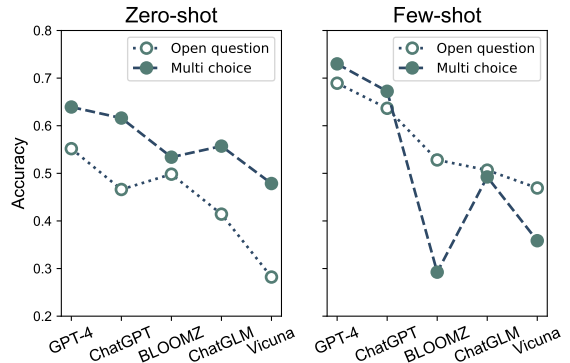 Zero-shot
Few-shot
Open question
Multi choice
Open question
Multi choice
Accuracy
0.8
0.7
0.6
0.5
0.4
0.3
0.2
GPT-4
ChatGPT
BLOOMZ
ChatGLM
Vicuna
GPT-4
ChatGPT
BLOOMZ
ChatGLM
Vicuna